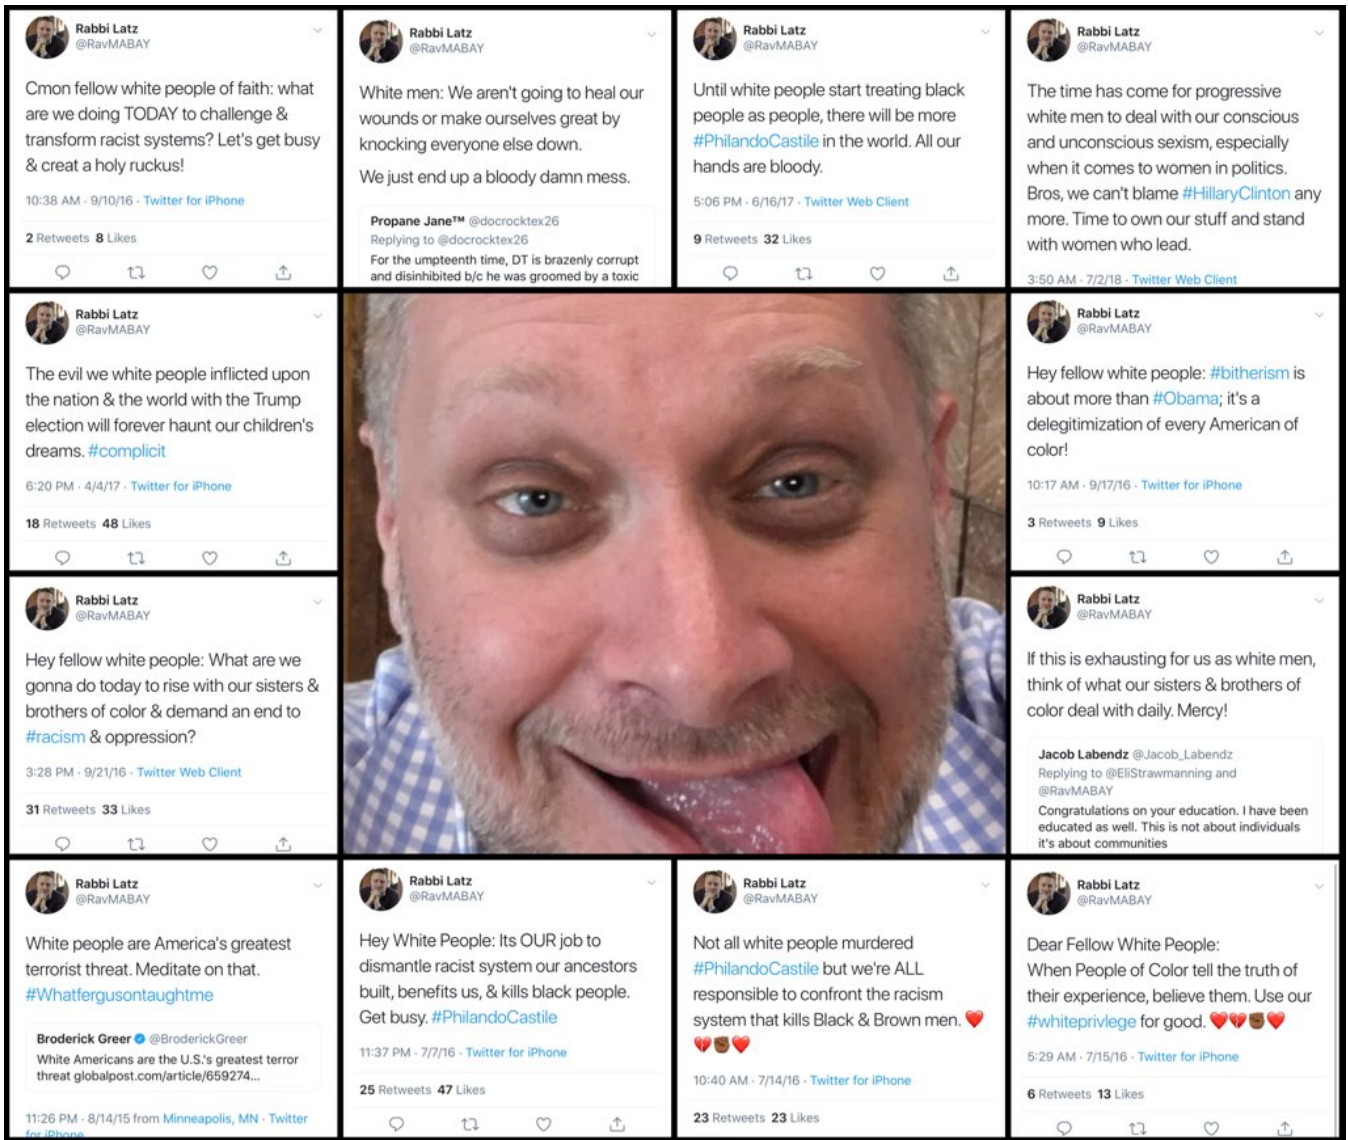 Rabbi Latz
@RavMABAY
Cmon fellow white people of faith: what
are we doing TODAY to challenge &
transform racist systems? Let's get busy
& creat a holy ruckus!
10:38 AM · 9/10/16 · Twitter for iPhone
2 Retweets 8 Likes
Rabbi Latz
@RavMABAY
White men: We aren't going to heal our
wounds or make ourselves great by
knocking everyone else down.
We just end up a bloody damn mess.
Propane Jane™ @docrocktex26
Replying to @docrocktex26
For the umpteenth time, DT is brazenly corrupt
and disinhibited b/c he was groomed by a toxic
Rabbi Latz
@RavMABAY
Until white people start treating black
people as people, there will be more
#PhilandoCastile in the world. All our
hands are bloody.
5:06 PM · 6/16/17 · Twitter Web Client
9 Retweets 32 Likes
Rabbi Latz
@RavMABAY
The time has come for progressive
white men to deal with our conscious
and unconscious sexism, especially
when it comes to women in politics.
Bros, we can't blame #HillaryClinton any
more. Time to own our stuff and stand
with women who lead.
3:50 AM · 7/2/18 · Twitter Web Client
Rabbi Latz
@RavMABAY
The evil we white people inflicted upon
the nation & the world with the Trump
election will forever haunt our children's
dreams. #complicit
6:20 PM · 4/4/17 · Twitter for iPhone
18 Retweets 48 Likes
Rabbi Latz
@RavMABAY
Hey fellow white people: #bitherism is
about more than #Obama; it's a
delegitimization of every American of
color!
10:17 AM · 9/17/16 · Twitter for iPhone
3 Retweets 9 Likes
Rabbi Latz
@RavMABAY
Hey fellow white people: What are we
gonna do today to rise with our sisters &
brothers of color & demand an end to
#racism & oppression?
3:28 PM · 9/21/16 · Twitter Web Client
31 Retweets 33 Likes
Rabbi Latz
@RavMABAY
If this is exhausting for us as white men,
think of what our sisters & brothers of
color deal with daily. Mercy!
Jacob Labendz @Jacob_Labendz
Replying to @EliStrawmanning and
@RavMABAY
Congratulations on your education. I have been
educated as well. This is not about individuals
it's about communities
Rabbi Latz
@RavMABAY
White people are America's greatest
terrorist threat. Meditate on that.
#Whatfergusontaughtme
Broderick Greer @BroderickGreer
White Americans are the U.S.'s greatest terror
threat globalpost.com/article/659274...
11:26 PM · 8/14/15 from Minneapolis, MN · Twitter
for iPhone
Rabbi Latz
@RavMABAY
Hey White People: Its OUR job to
dismantle racist system our ancestors
built, benefits us, & kills black people.
Get busy. #PhilandoCastile
11:37 PM · 7/7/16 · Twitter for iPhone
25 Retweets 47 Likes
Rabbi Latz
@RavMABAY
Not all white people murdered
#PhilandoCastile but we're ALL
responsible to confront the racism
system that kills Black & Brown men. ❤️
💔✊🏾❤️
10:40 AM · 7/14/16 · Twitter for iPhone
23 Retweets 23 Likes
Rabbi Latz
@RavMABAY
Dear Fellow White People:
When People of Color tell the truth of
their experience, believe them. Use our
#whiteprivlege for good. ❤️💔✊🏾❤️
5:29 AM · 7/15/16 · Twitter for iPhone
6 Retweets 13 Likes